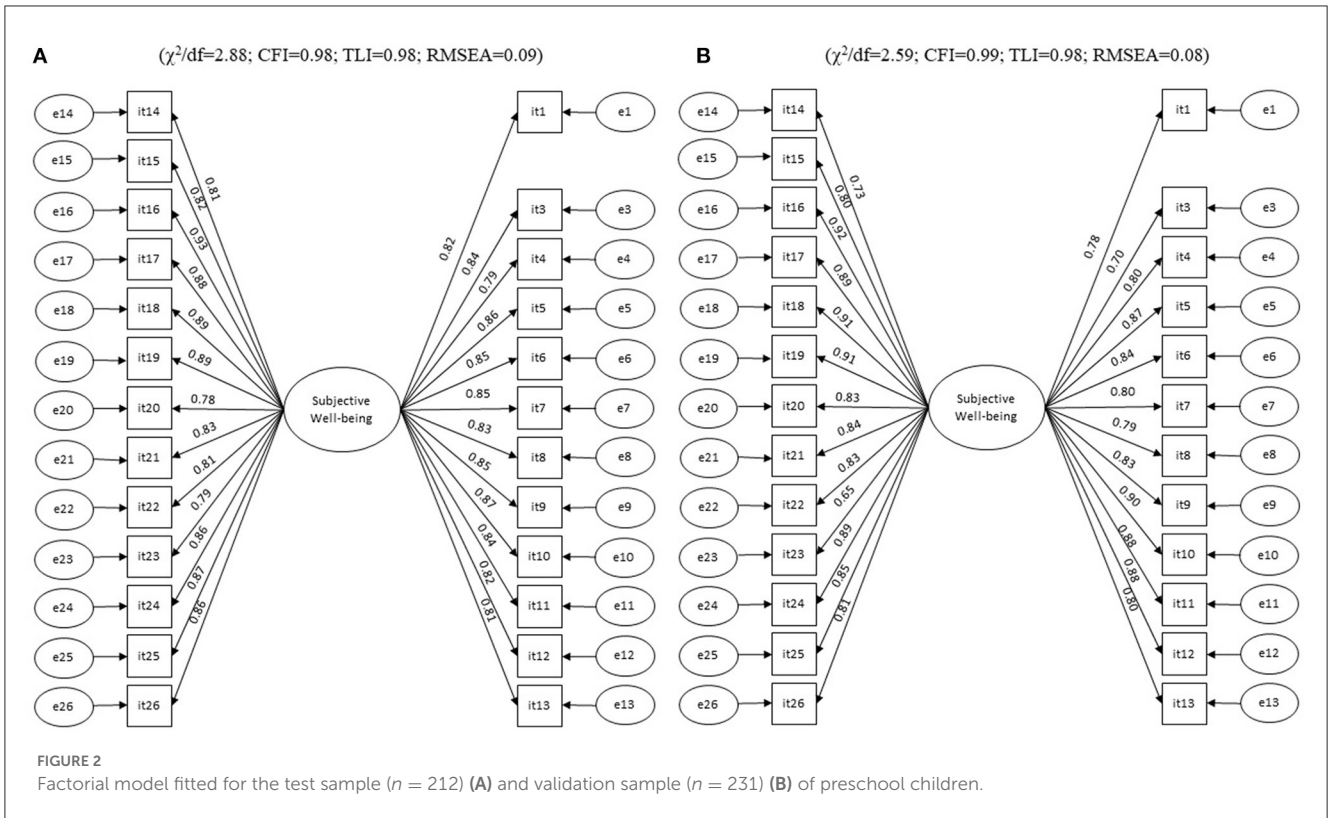 A
(χ²/df=2.88; CFI=0.98; TLI=0.98; RMSEA=0.09)
e14 it14 0.81
e15 it15 0.82
e16 it16 0.93
e17 it17 0.88
e18 it18 0.89
e19 it19 0.89
e20 it20 0.78
e21 it21 0.83
e22 it22 0.81
e23 it23 0.79
e24 it24 0.86
e25 it25 0.87
e26 it26 0.86
Subjective
Well-being
0.82 it1 e1
0.84 it3 e3
0.79 it4 e4
0.86 it5 e5
0.85 it6 e6
0.85 it7 e7
0.83 it8 e8
0.85 it9 e9
0.87 it10 e10
0.84 it11 e11
0.82 it12 e12
0.81 it13 e13
B
(χ²/df=2.59; CFI=0.99; TLI=0.98; RMSEA=0.08)
e14 it14 0.73
e15 it15 0.80
e16 it16 0.92
e17 it17 0.89
e18 it18 0.91
e19 it19 0.91
e20 it20 0.83
e21 it21 0.84
e22 it22 0.83
e23 it23 0.65
e24 it24 0.89
e25 it25 0.85
e26 it26 0.81
Subjective
Well-being
0.78 it1 e1
0.70 it3 e3
0.80 it4 e4
0.87 it5 e5
0.84 it6 e6
0.80 it7 e7
0.79 it8 e8
0.83 it9 e9
0.90 it10 e10
0.88 it11 e11
0.88 it12 e12
0.80 it13 e13
FIGURE 2
Factorial model fitted for the test sample (n = 212) (A) and validation sample (n = 231) (B) of preschool children.